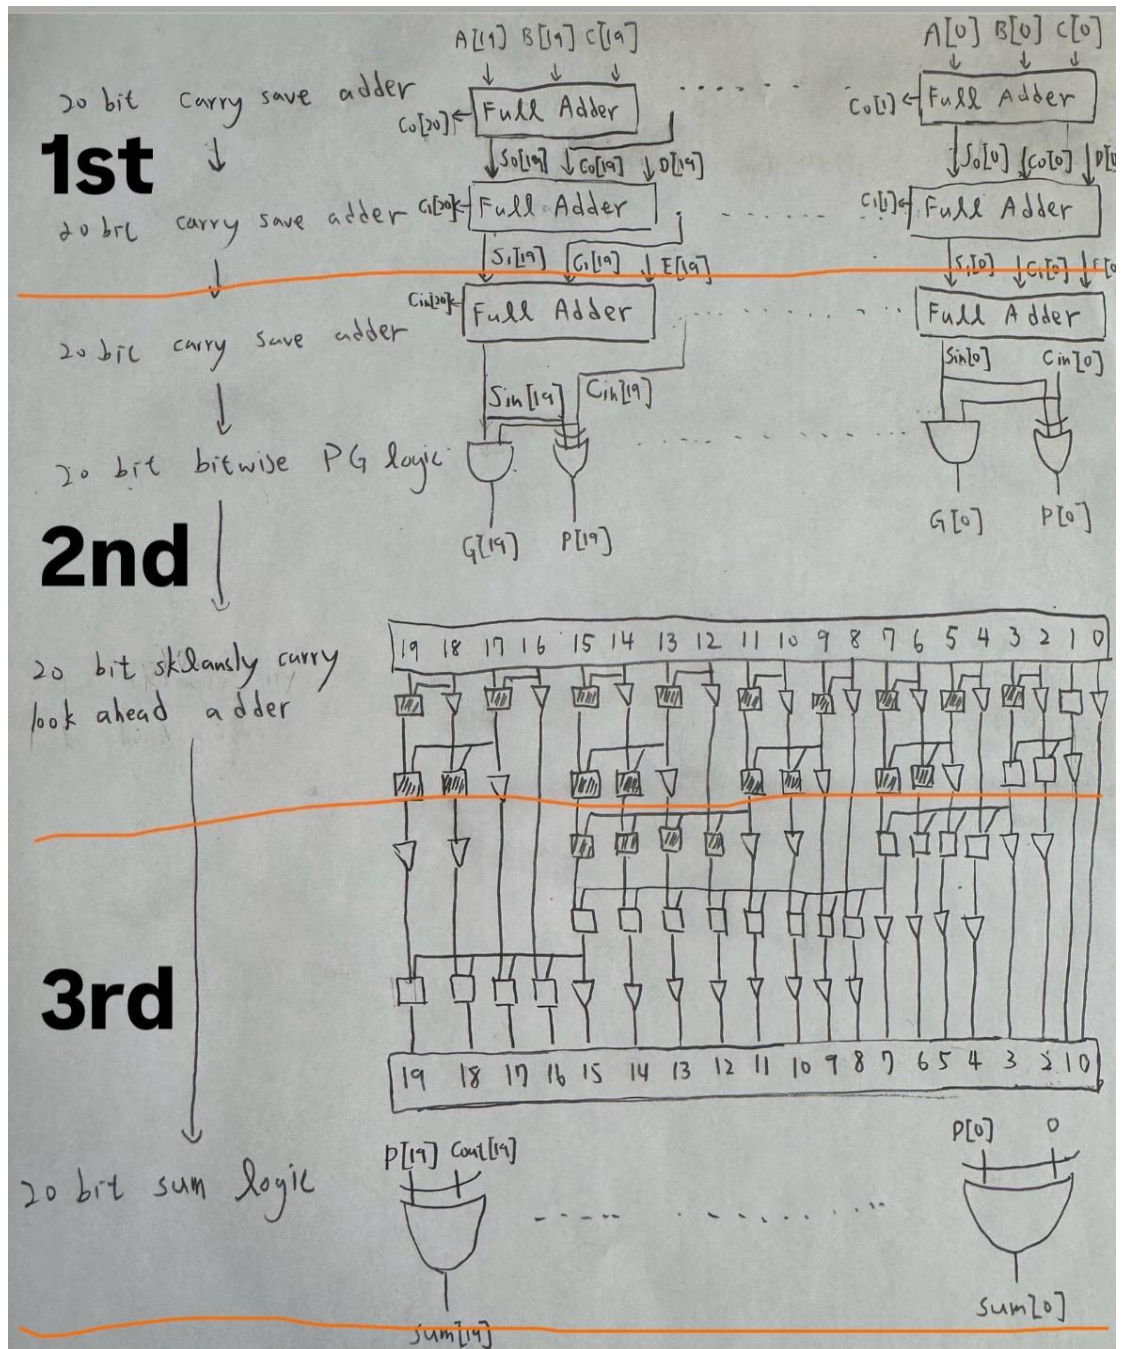 A[19] B[19] C[19]
A[0] B[0] C[0]
20 bit carry save adder
Co[20] Full Adder
Co[1] Full Adder
1st
So[19] Co[19] D[19]
So[0] Co[0]
20 bit carry save adder
C1[20] Full Adder
C1[1] Full Adder
S1[19] C1[19] E[19]
S1[0] C1[0]
20 bit carry save adder
Cin[20] Full Adder
Full Adder
Sin[19] Cin[19]
Sin[0] Cin[0]
20 bit bitwise PG logic
G[19] P[19]
G[0] P[0]
2nd
20 bit sklansly carry
look ahead adder
19 18 17 16 15 14 13 12 11 10 9 8 7 6 5 4 3 2 1 0
3rd
19 18 17 16 15 14 13 12 11 10 9 8 7 6 5 4 3 2 1 0
P[19] Cout[19]
P[0] 0
20 bit sum logic
sum[19]
sum[0]